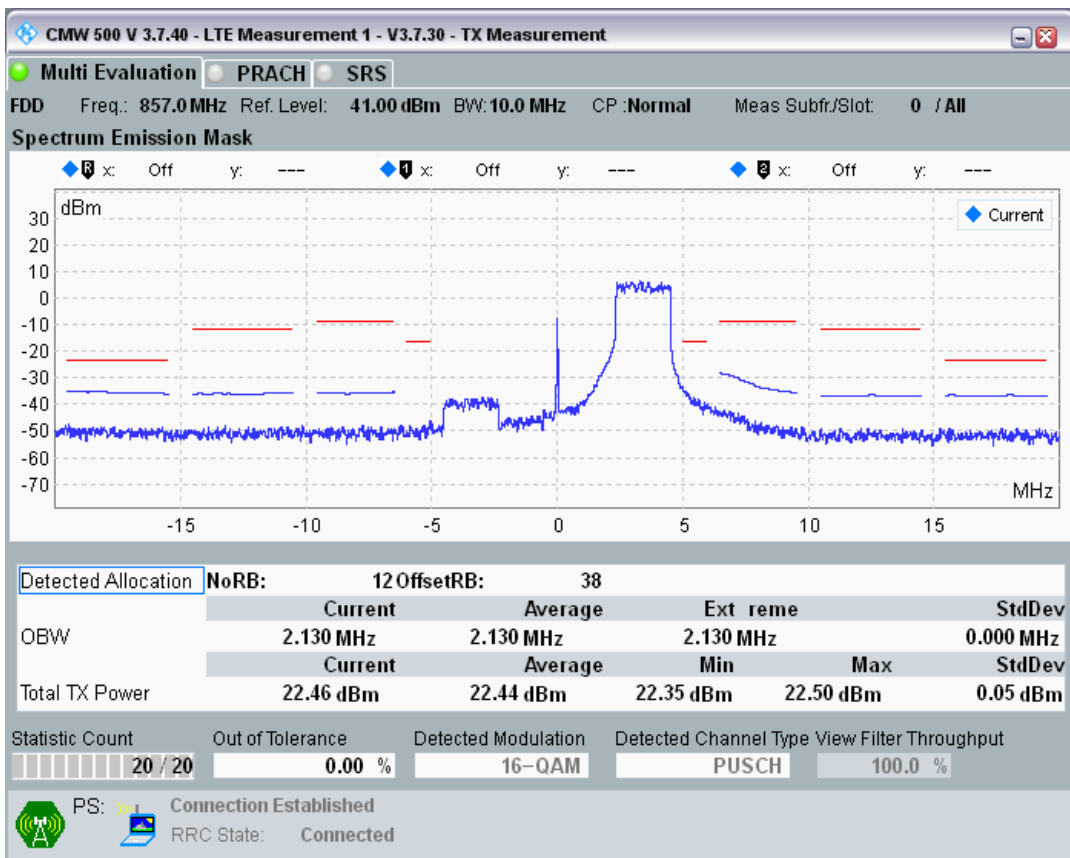 CMW 500 V 3.7.40 - LTE Measurement 1 - V3.7.30 - TX Measurement
Multi Evaluation PRACH SRS
FDD Freq.: 857.0 MHz Ref. Level: 41.00 dBm BW: 10.0 MHz CP :Normal Meas Subfr./Slot: 0 / All
Spectrum Emission Mask
R x: Off y: --- 1 x: Off y: --- 2 x: Off y: ---
dBm
Current
30
20
10
0
-10
-20
-30
-40
-50
-60
-70
MHz
-15 -10 -5 0 5 10 15
Detected Allocation NoRB: 12 OffsetRB: 38
Current Average Ext reme StdDev
OBW 2.130 MHz 2.130 MHz 2.130 MHz 0.000 MHz
Current Average Min Max StdDev
Total TX Power 22.46 dBm 22.44 dBm 22.35 dBm 22.50 dBm 0.05 dBm
Statistic Count Out of Tolerance Detected Modulation Detected Channel Type View Filter Throughput
20 / 20 0.00 % 16-QAM PUSCH 100.0 %
PS: Connection Established
RRC State: Connected